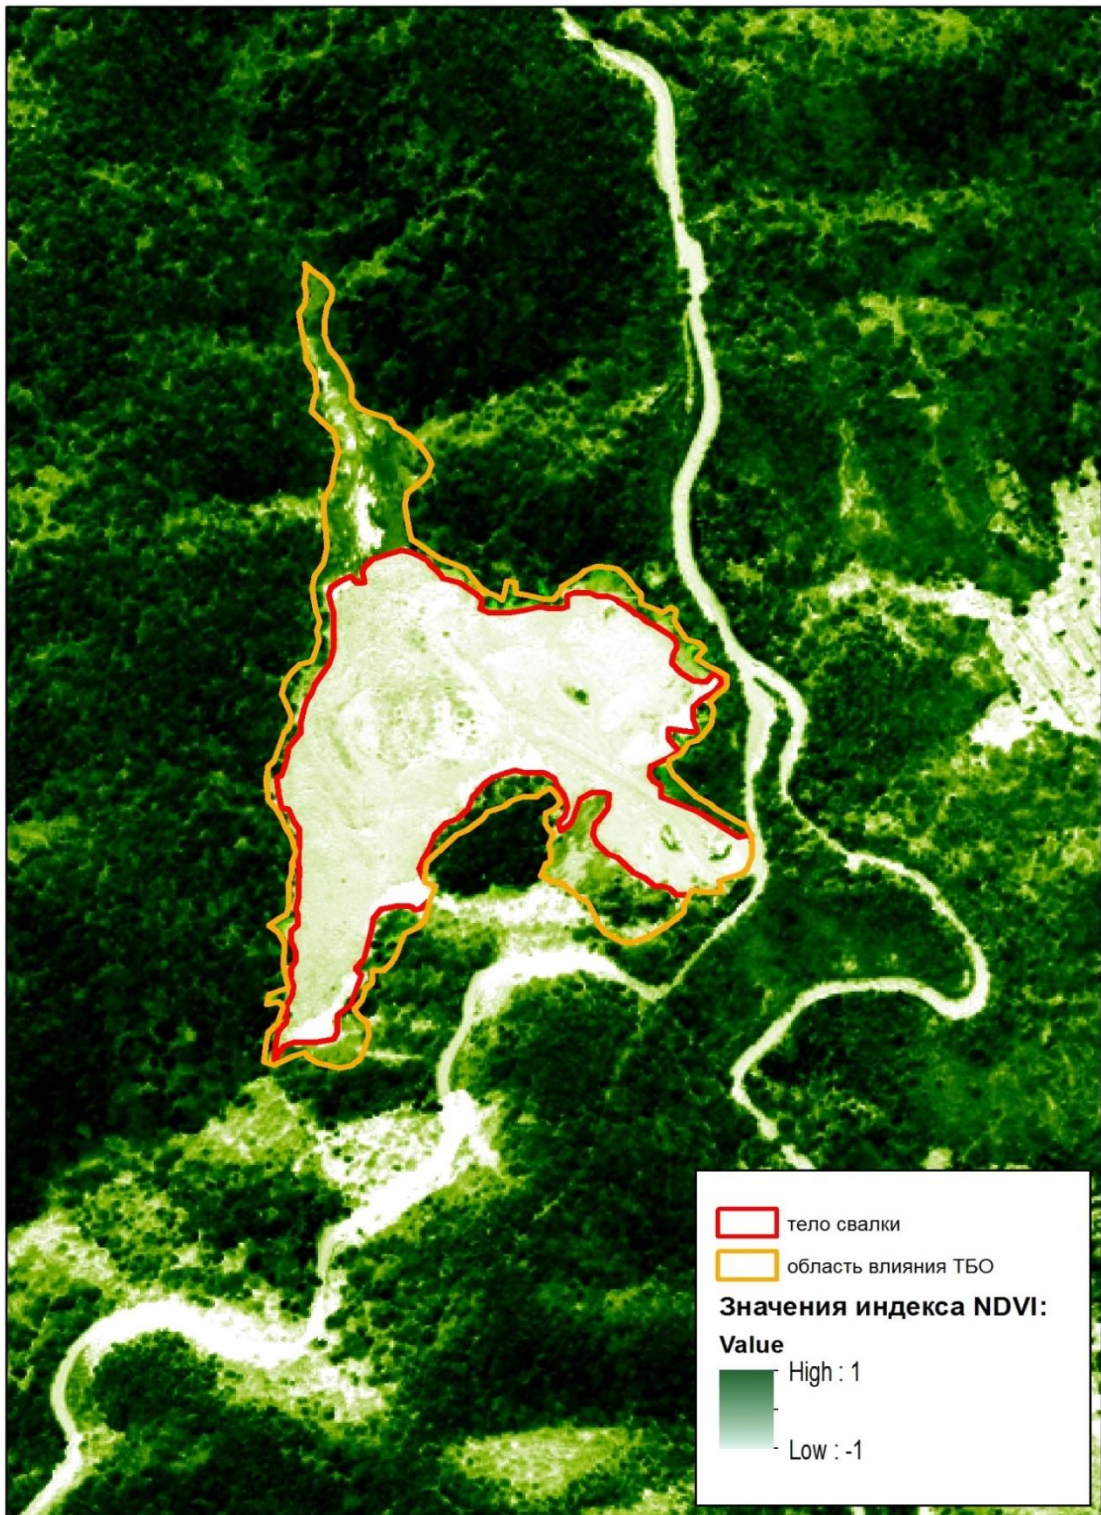 тело свалки
область влияния ТБО
Значения индекса NDVI:
Value
High : 1
Low : -1